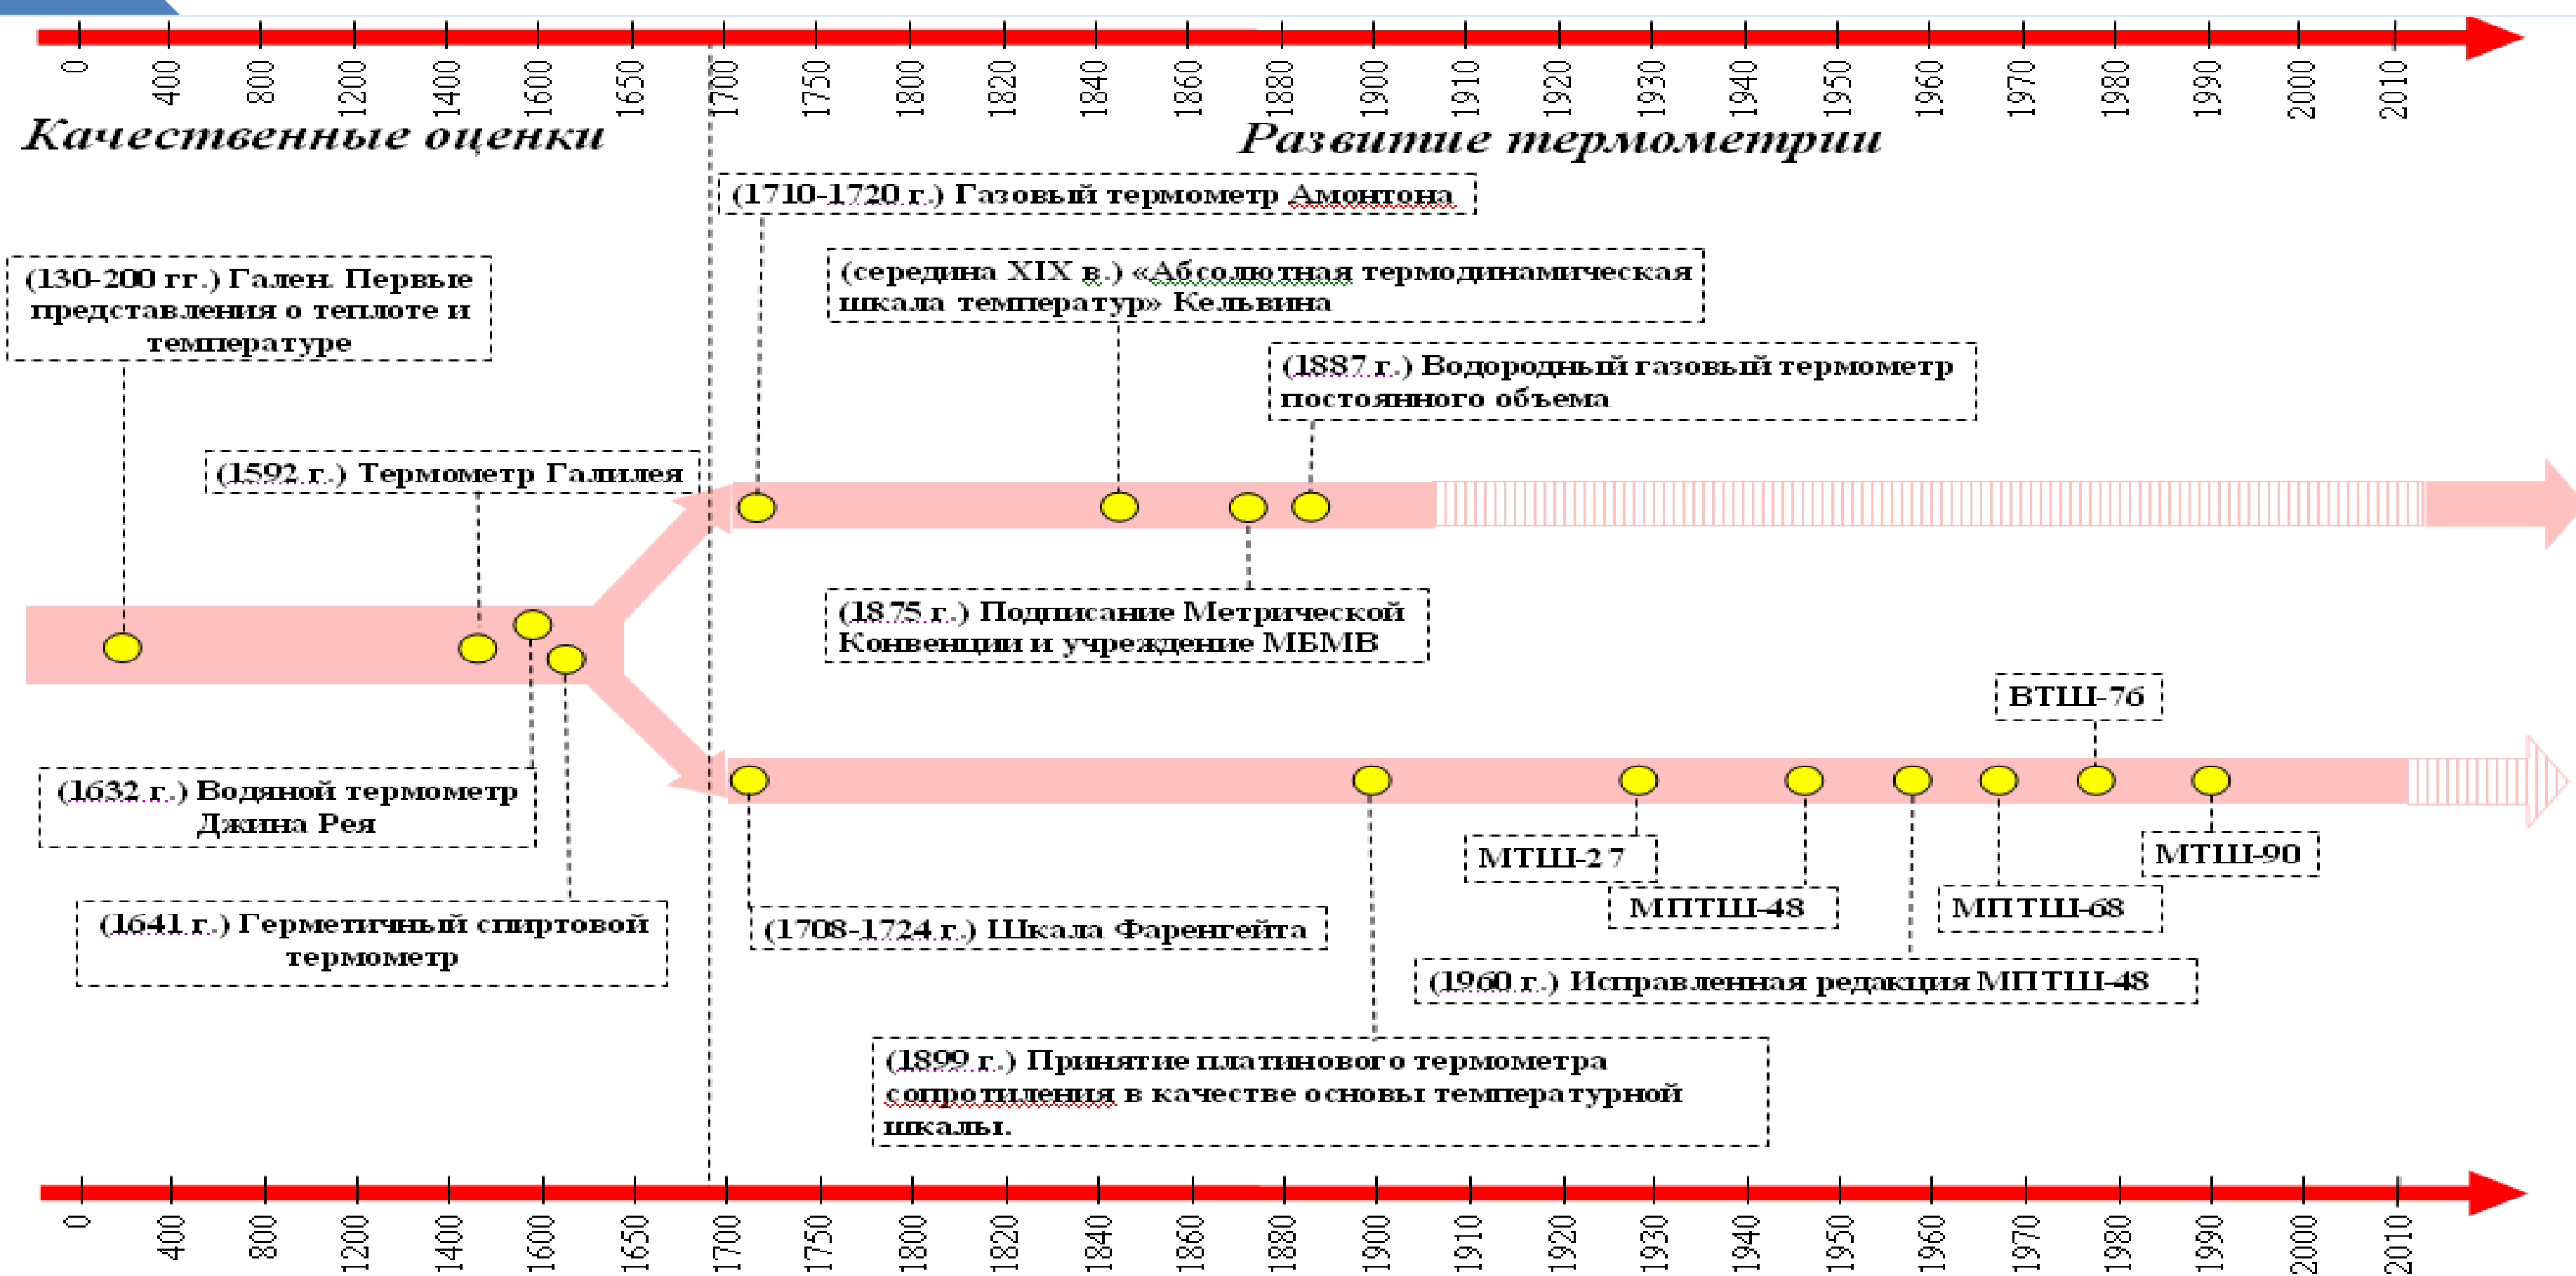 0 400 800 1200 1400 1600 1650 1700 1750 1800 1820 1840 1860 1880 1900 1910 1920 1930 1940 1950 1960 1970 1980 1990 2000 2010
Качественные оценки
Развитие термометрии
(1710-1720 г.) Газовый термометр Амонтона
(середина XIX в.) «Абсолютная термодинамическая
шкала температур» Кельвина
(130-200 гг.) Гален. Первые
представления о теплоте и
температуре
(1887 г.) Водородный газовый термометр
постоянного объема
(1592 г.) Термометр Галилея
(1875 г.) Подписание Метрической
Конвенции и учреждение МБМВ
ВТШ-76
(1632 г.) Водяной термометр
Джина Рея
МТШ-27
МТШ-90
МПТШ-48
МПТШ-68
(1641 г.) Герметичный спиртовой
термометр
(1708-1724 г.) Шкала Фаренгейта
(1960 г.) Исправленная редакция МПТШ-48
(1899 г.) Принятие платинового термометра
сопротиления в качестве основы температурной
шкалы.
0 400 800 1200 1400 1600 1650 1700 1750 1800 1820 1840 1860 1880 1900 1910 1920 1930 1940 1950 1960 1970 1980 1990 2000 2010